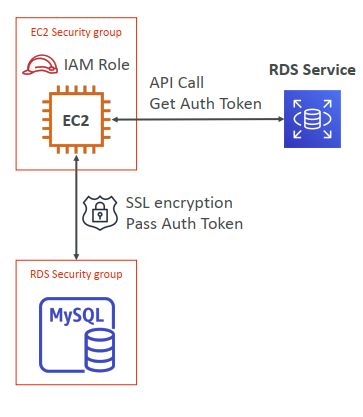 EC2 Security group
IAM Role
EC2
API Call
Get Auth Token
RDS Service
SSL encryption
Pass Auth Token
RDS Security group
MySQL